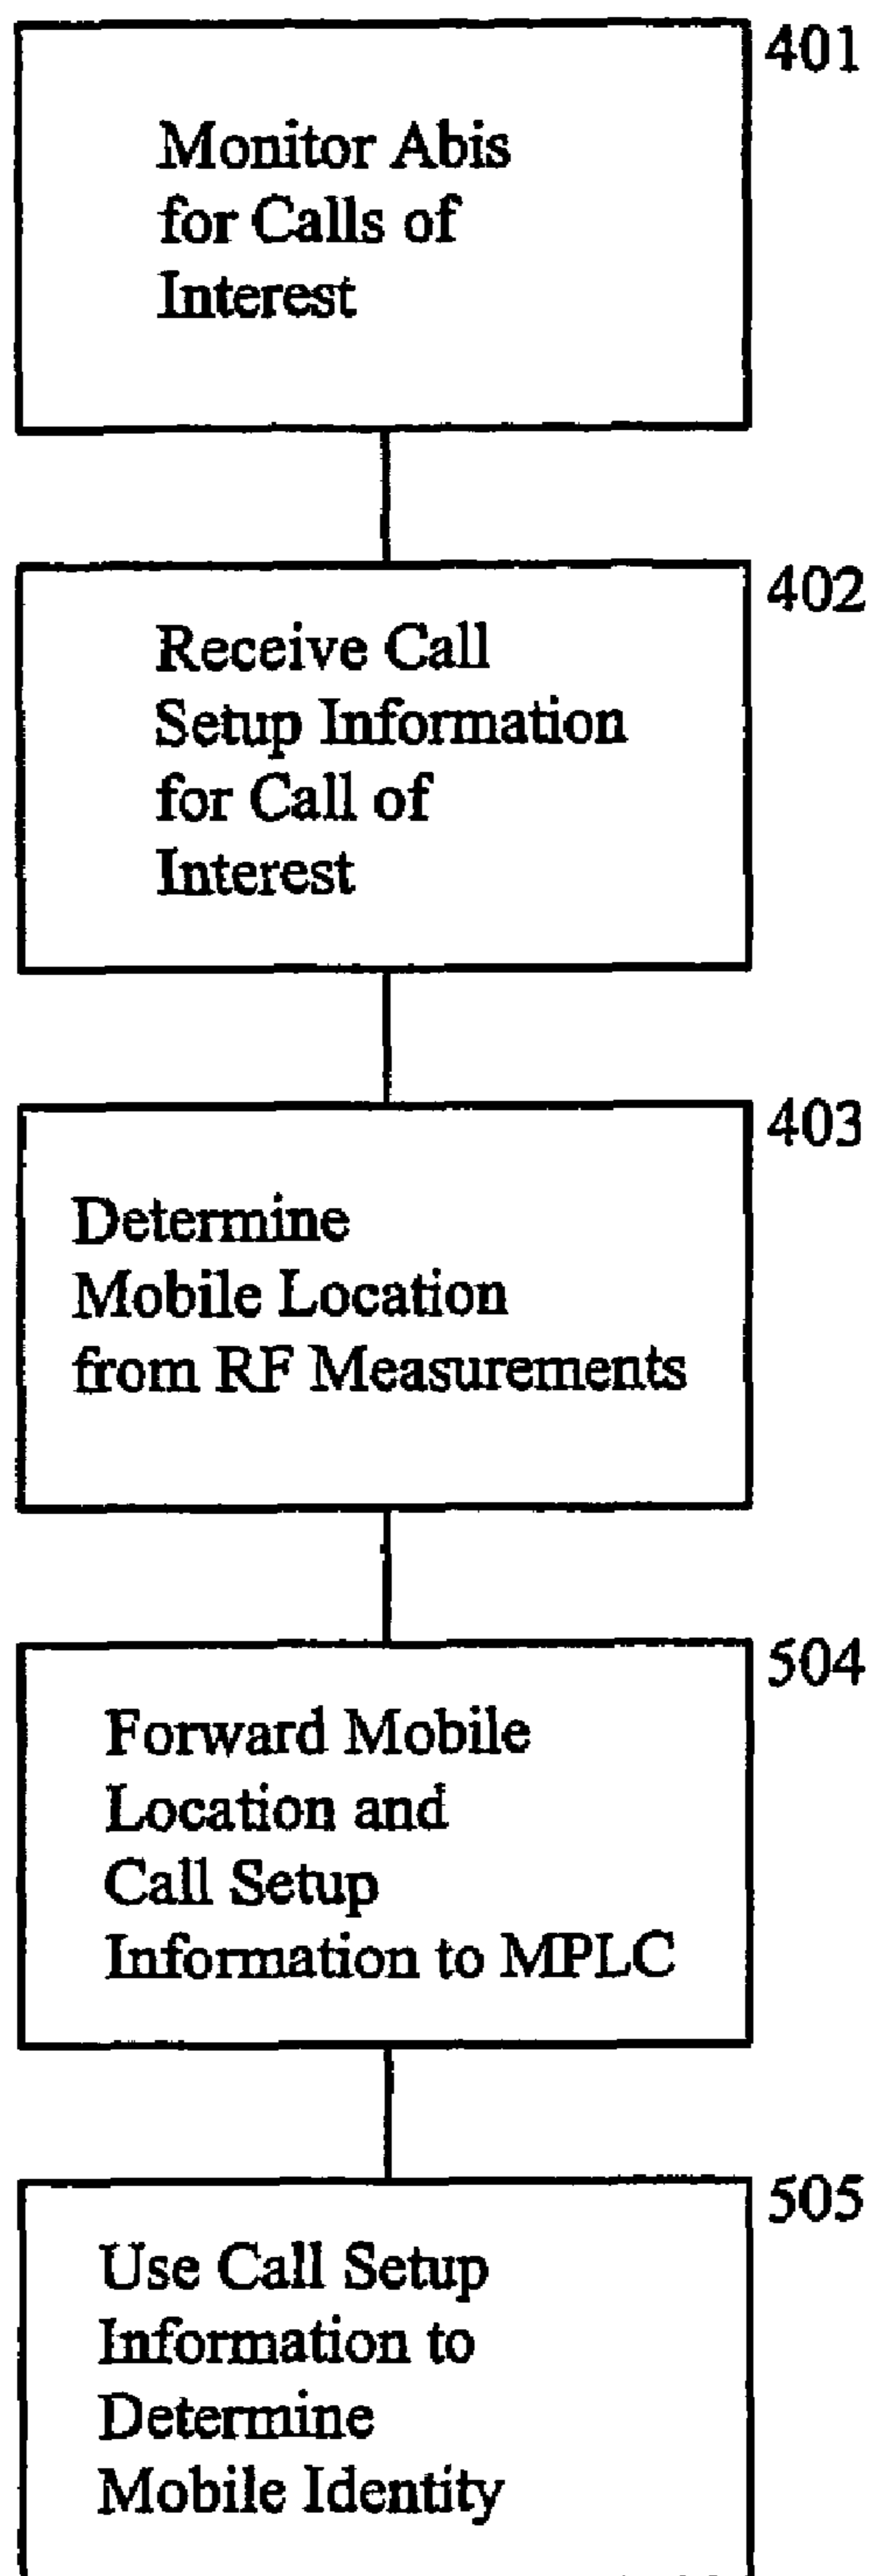 401
Monitor Abis
for Calls of
Interest
402
Receive Call
Setup Information
for Call of
Interest
403
Determine
Mobile Location
from RF Measurements
504
Forward Mobile
Location and
Call Setup
Information to MPLC
505
Use Call Setup
Information to
Determine
Mobile Identity